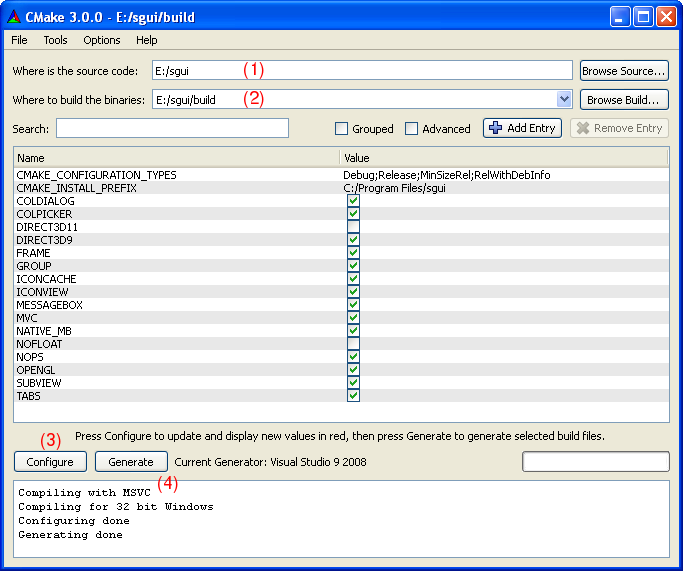 CMake 3.0.0 - E:/sgui/build
File Tools Options Help
Where is the source code: E:/sgui (1) Browse Source...
Where to build the binaries: E:/sgui/build (2) Browse Build...
Search: Grouped Advanced Add Entry Remove Entry
Name Value
CMAKE_CONFIGURATION_TYPES Debug;Release;MinSizeRel;RelWithDebInfo
CMAKE_INSTALL_PREFIX C:/Program Files/sgui
COLDIALOG
COLPICKER
DIRECT3D11
DIRECT3D9
FRAME
GROUP
ICONCACHE
ICONVIEW
MESSAGEBOX
MVC
NATIVE_MB
NOFLOAT
NOPS
OPENGL
SUBVIEW
TABS
(3) Press Configure to update and display new values in red, then press Generate to generate selected build files.
Configure Generate Current Generator: Visual Studio 9 2008
(4)
Compiling with MSVC
Compiling for 32 bit Windows
Configuring done
Generating done